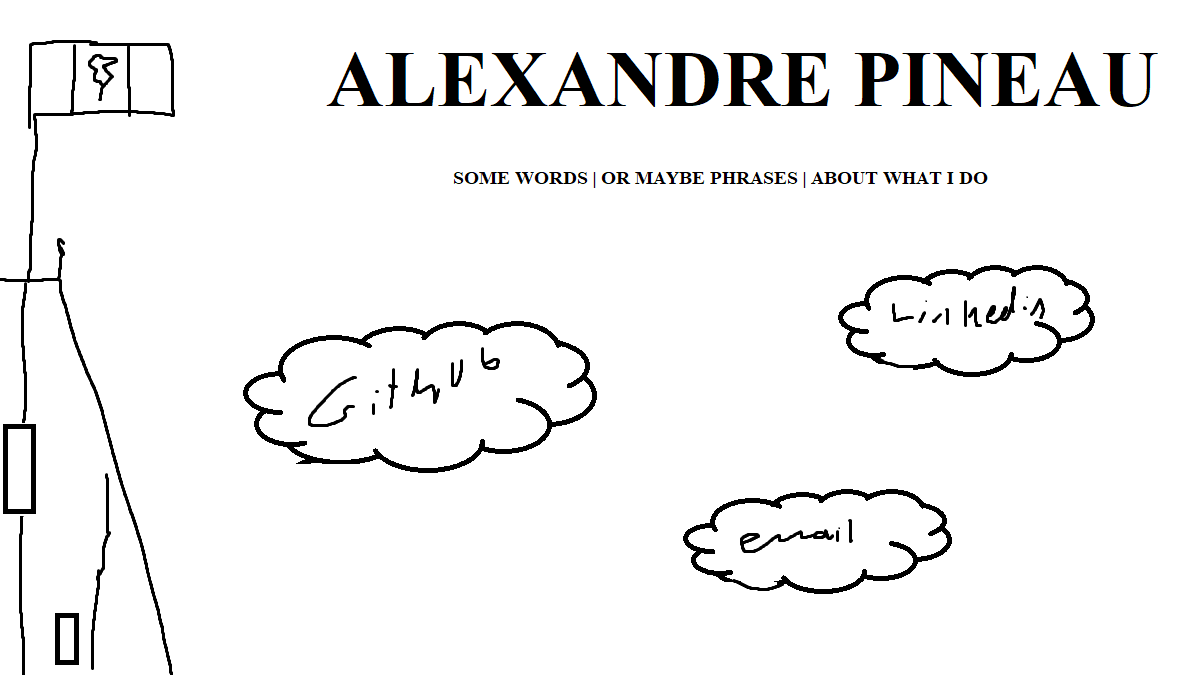 ALEXANDRE PINEAU
SOME WORDS | OR MAYBE PHRASES | ABOUT WHAT I DO
Linkedin
Github
email